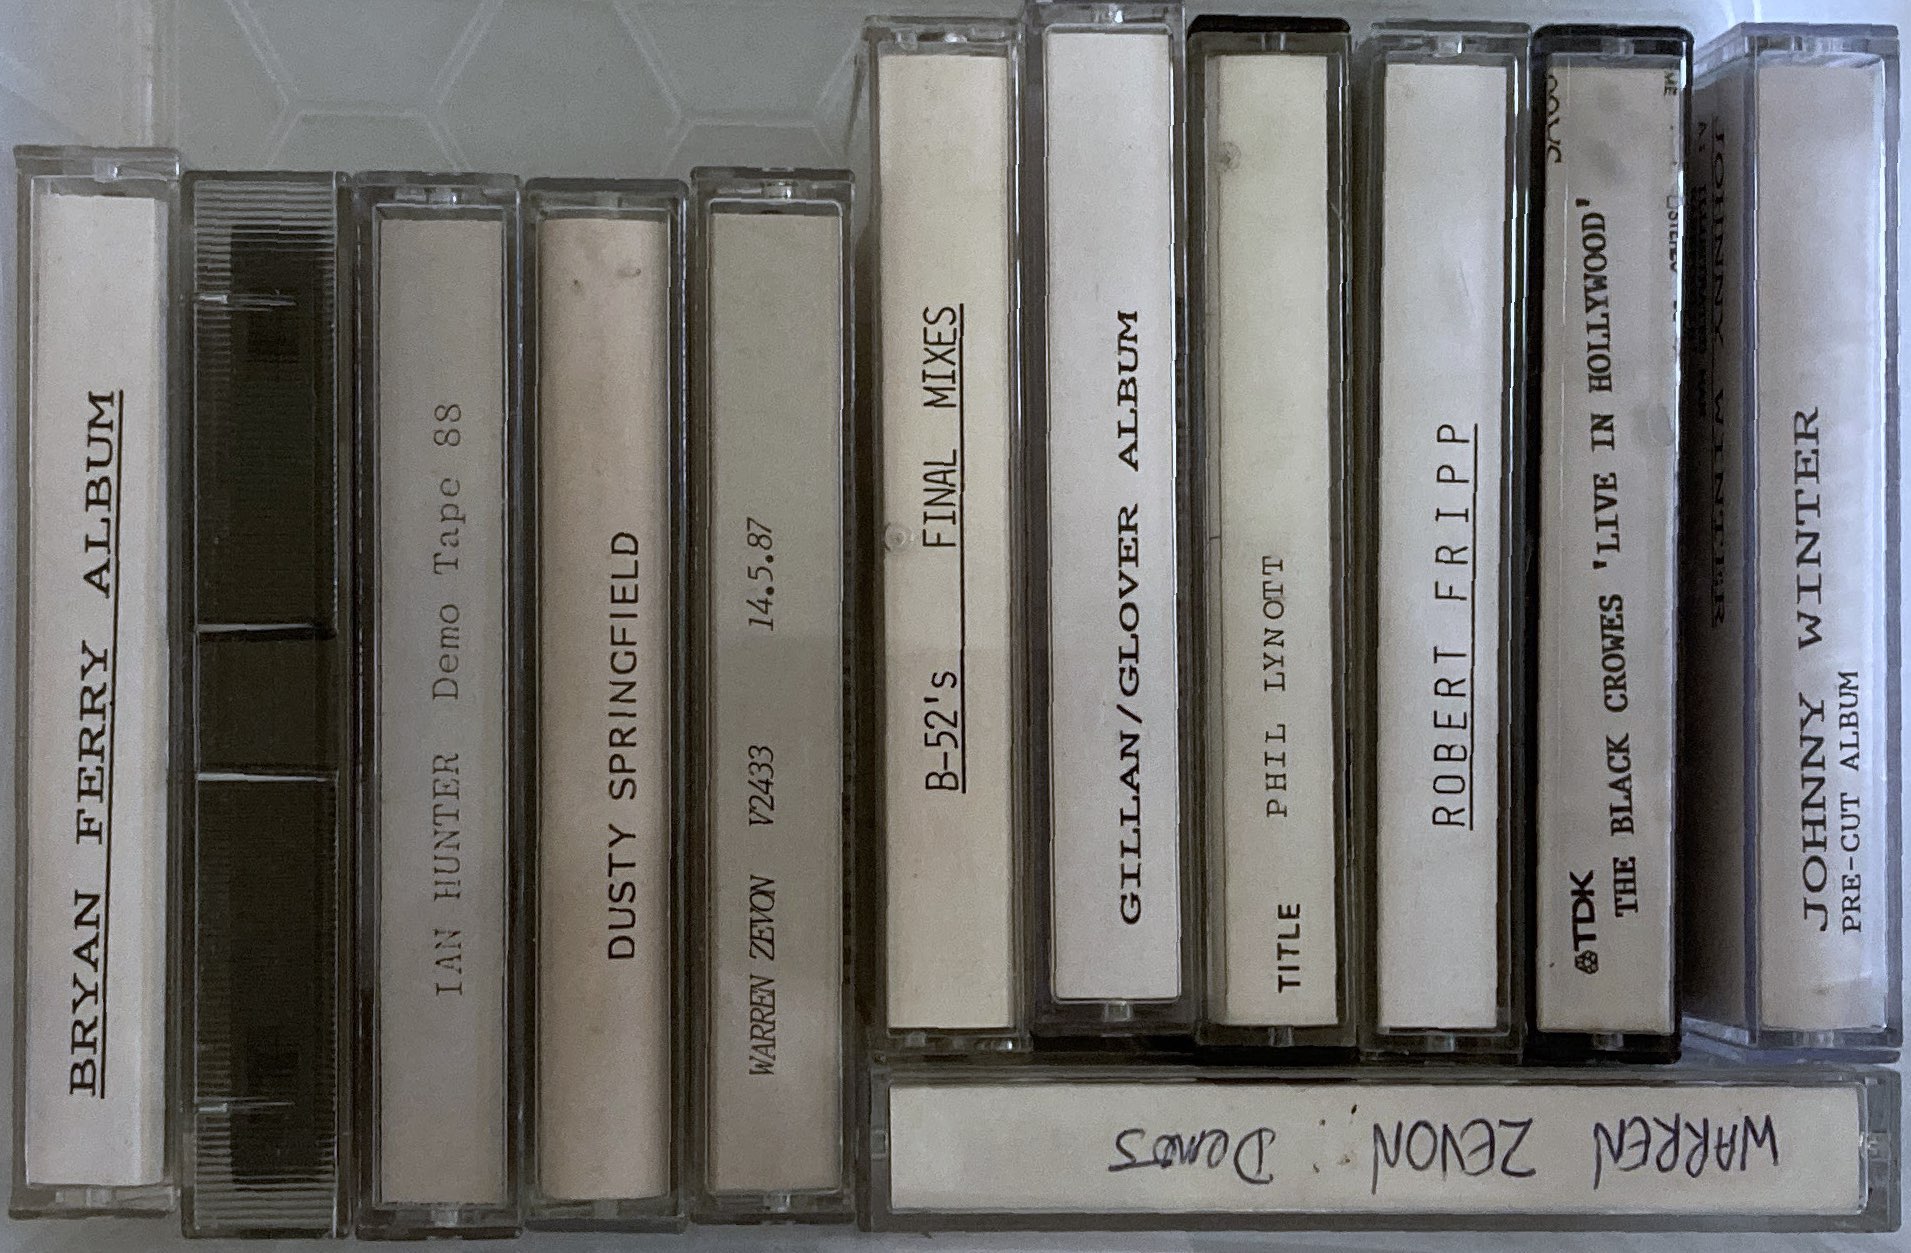 BRYAN FERRY ALBUM
IAN HUNTER Demo Tape 88
DUSTY SPRINGFIELD
WARREN ZEVON V2433 14.5.87
B-52's FINAL MIXES
GILLAN/GLOVER ALBUM
TITLE PHIL LYNOTT
ROBERT FRIPP
TDK
THE BLACK CROWES 'LIVE IN HOLLYWOOD'
JOHNNY WINTER
JOHNNY WINTER
PRE-CUT ALBUM
WARREN ZEVON : Demos